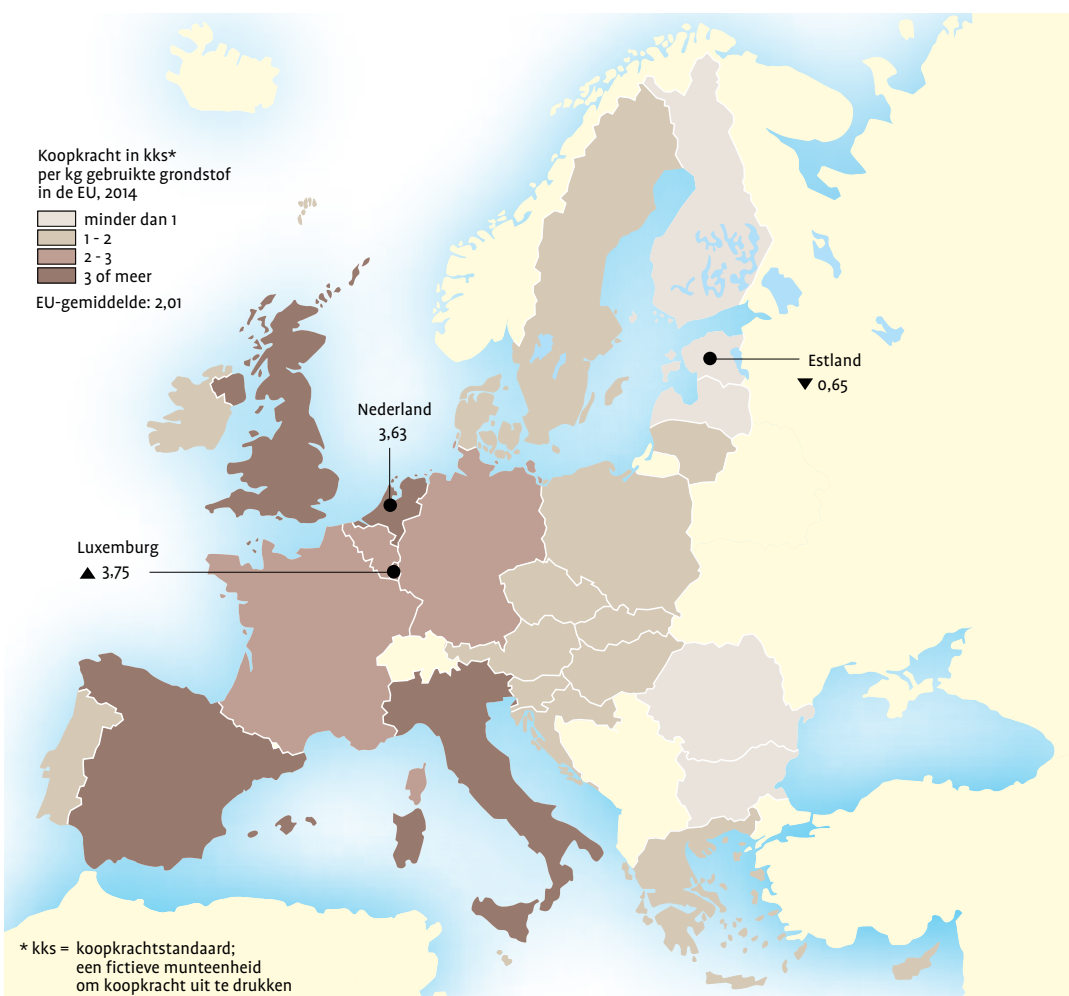 Koopkracht in kks*
per kg gebruikte grondstof
in de EU, 2014
minder dan 1
1 - 2
2 - 3
3 of meer
EU-gemiddelde: 2,01
Estland
▼ 0,65
Nederland
3,63
Luxemburg
▲ 3,75
* kks = koopkrachtstandaard;
een fictieve munteenheid
om koopkracht uit te drukken